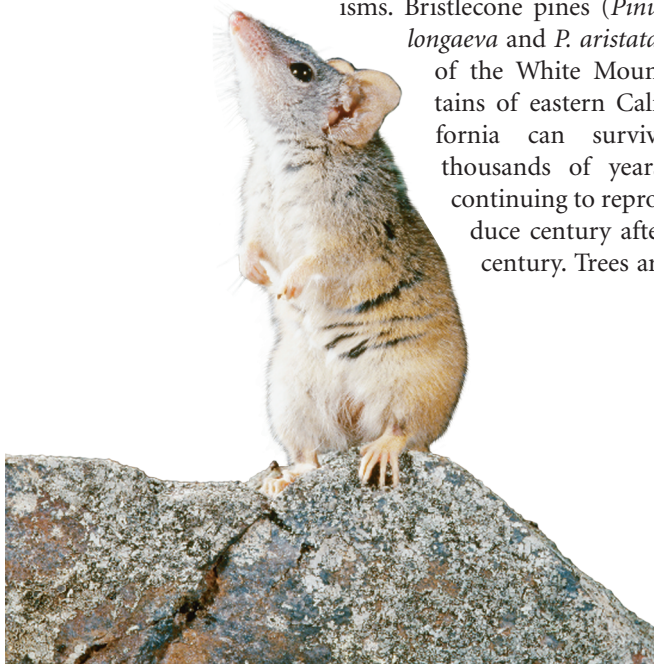 isms. Bristlecone pines (Pinu
longaeva and P. aristata
of the White Moun
tains of eastern Cali
fornia can surviv
thousands of year
continuing to repro
duce century afte
century. Trees ar